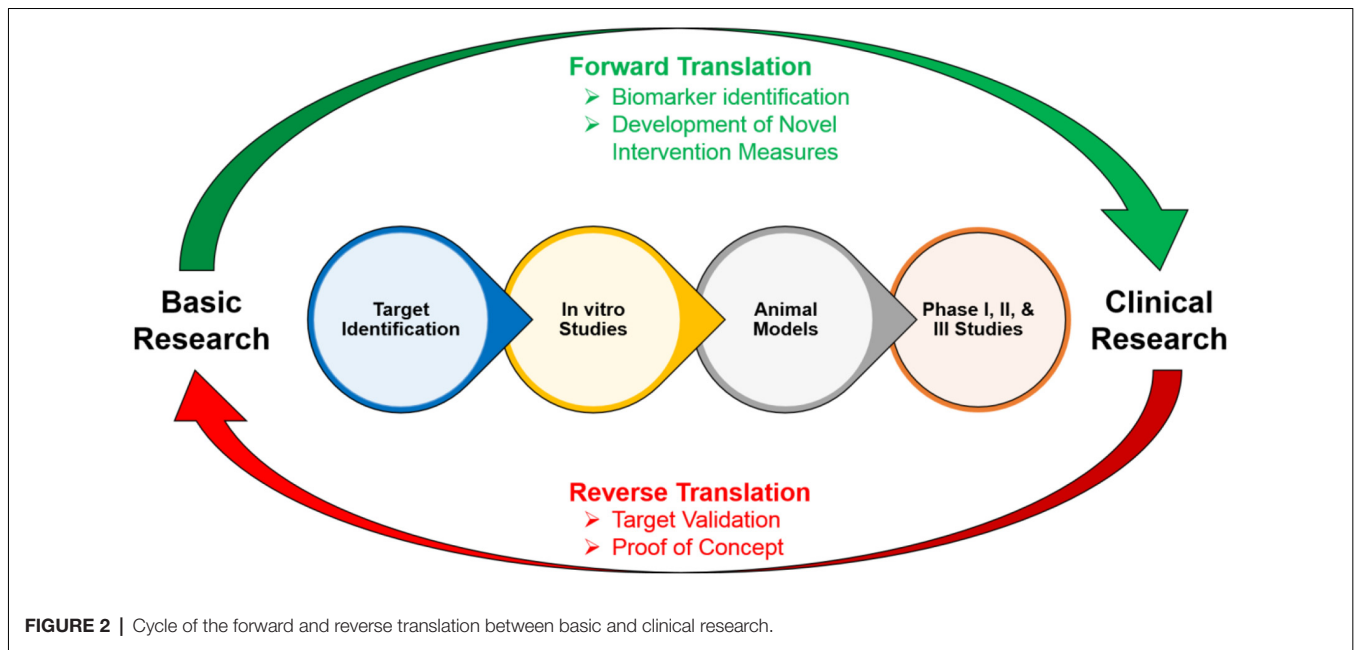 Forward Translation
➢ Biomarker identification
➢ Development of Novel
Intervention Measures
Basic
Research
Target
Identification
In vitro
Studies
Animal
Models
Phase I, II, &
III Studies
Clinical
Research
Reverse Translation
➢ Target Validation
➢ Proof of Concept
FIGURE 2 | Cycle of the forward and reverse translation between basic and clinical research.